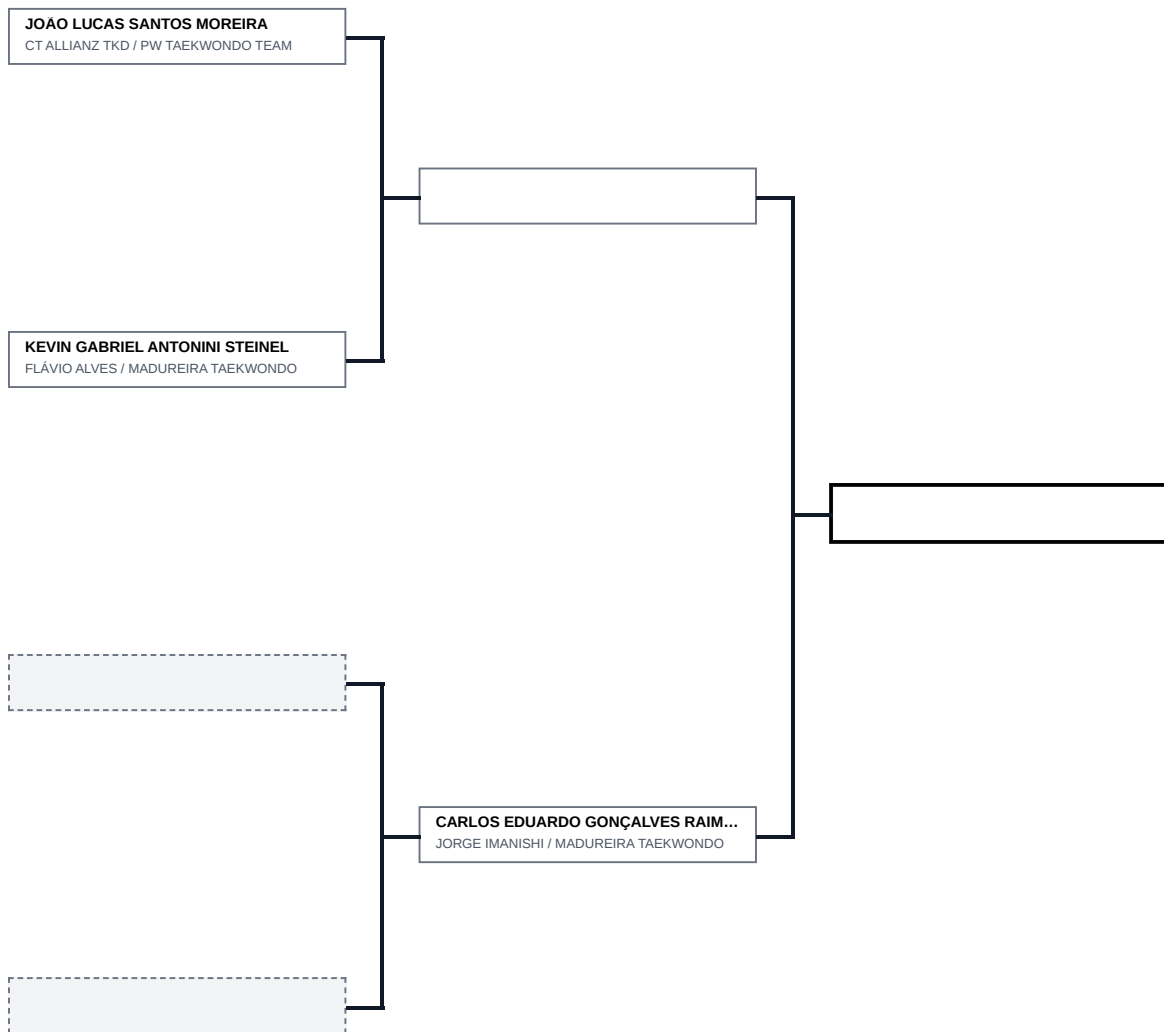 JOÃO LUCAS SANTOS MOREIRA
CT ALLIANZ TKD / PW TAEKWONDO TEAM
KEVIN GABRIEL ANTONINI STEINEL
FLÁVIO ALVES / MADUREIRA TAEKWONDO
CARLOS EDUARDO GONÇALVES RAIM…
JORGE IMANISHI / MADUREIRA TAEKWONDO